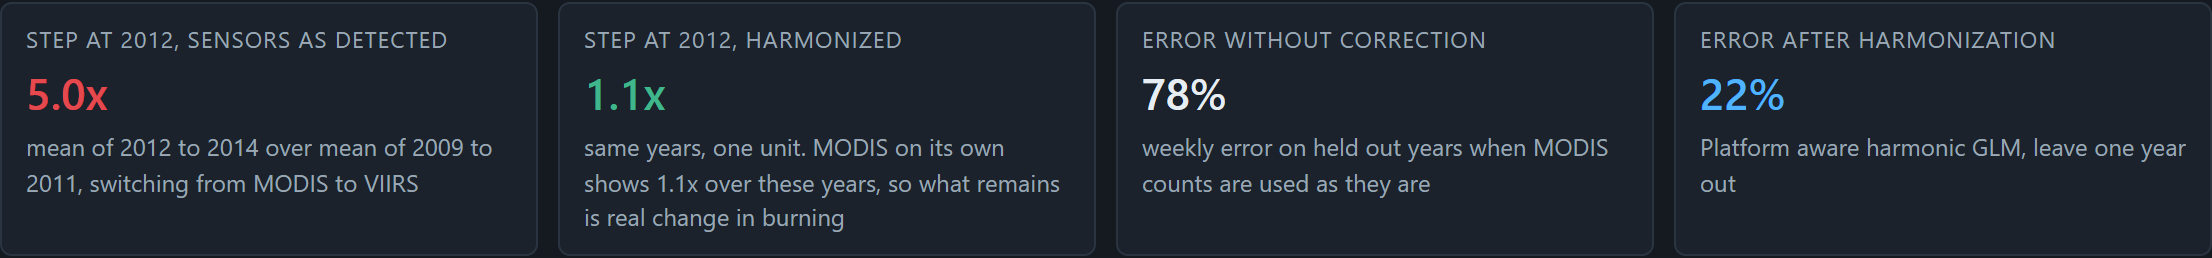 STEP AT 2012, SENSORS AS DETECTED
5.0x
mean of 2012 to 2014 over mean of 2009 to
2011, switching from MODIS to VIIRS
STEP AT 2012, HARMONIZED
1.1x
same years, one unit. MODIS on its own
shows 1.1x over these years, so what remains
is real change in burning
ERROR WITHOUT CORRECTION
78%
weekly error on held out years when MODIS
counts are used as they are
ERROR AFTER HARMONIZATION
22%
Platform aware harmonic GLM, leave one year
out